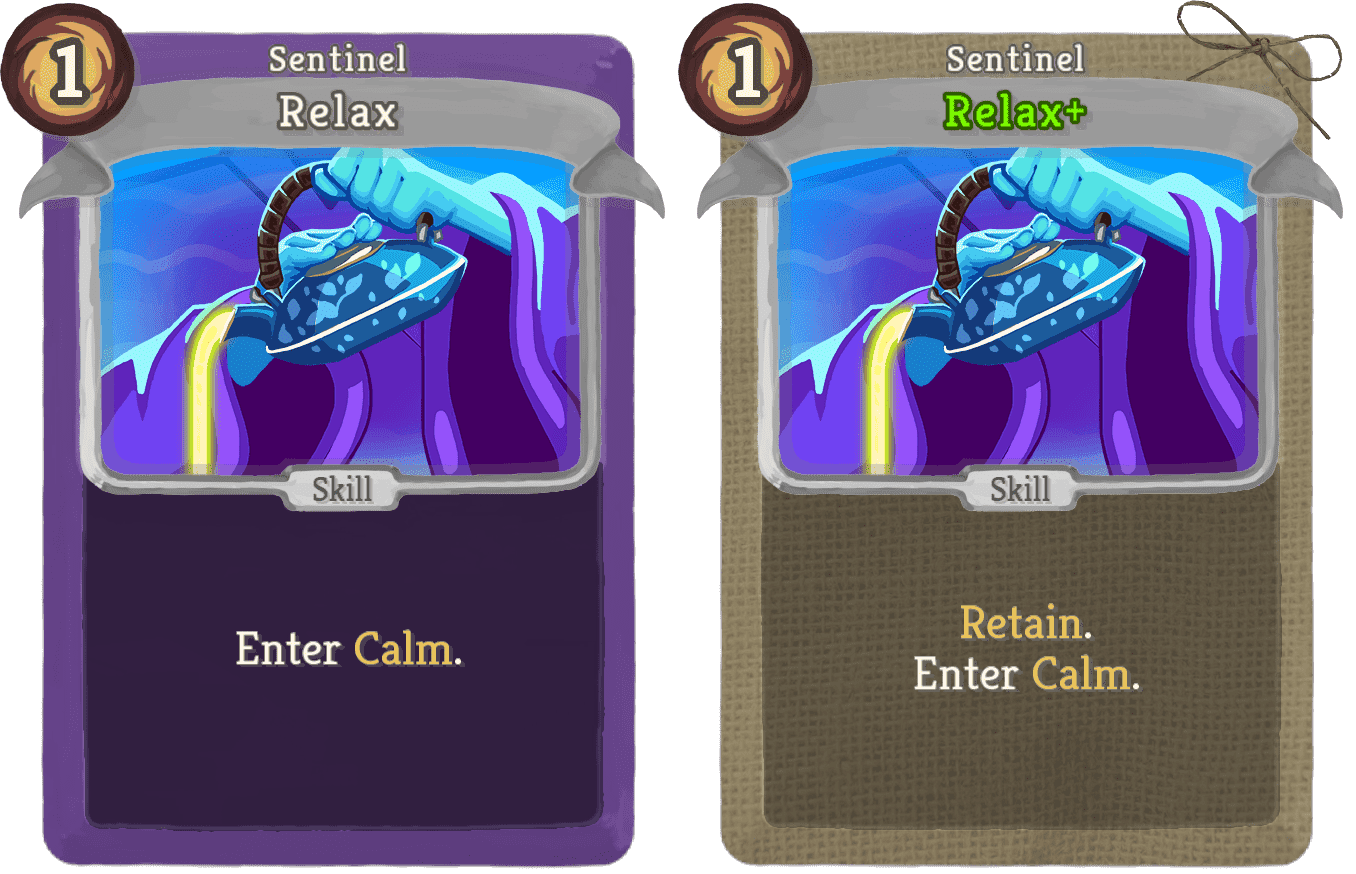 1
Sentinel
Relax
Skill
Enter Calm.
1
Sentinel
Relax+
Skill
Retain.
Enter Calm.